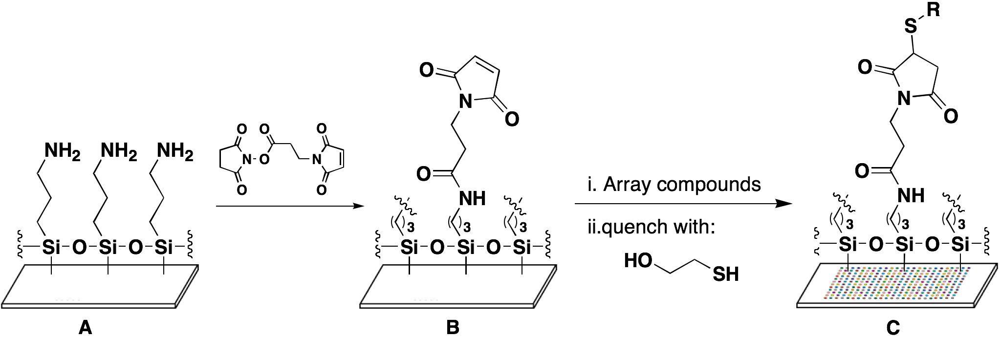 NH2 NH2 NH2
Si O Si O Si
A
O O O
N O N
O O
O
N
O
O
NH
3 3 3
Si O Si O Si
B
i. Array compounds
ii.quench with:
HO
SH
R
S
O
N
O
O
NH
3 3 3
Si O Si O Si
C